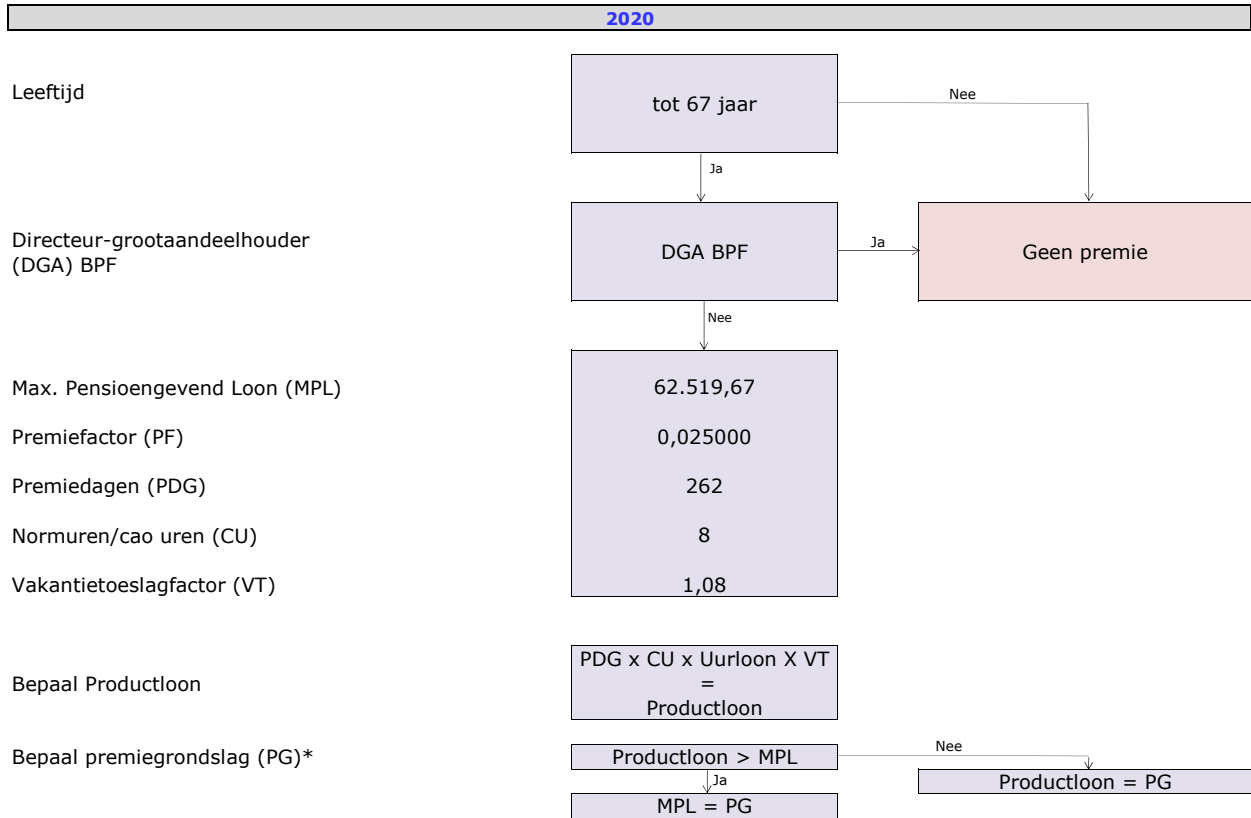 2020
Leeftijd
tot 67 jaar
Nee
Ja
Directeur-grootaandeelhouder
(DGA) BPF
DGA BPF
Ja
Geen premie
Nee
Max. Pensioengevend Loon (MPL)
62.519,67
Premiefactor (PF)
0,025000
Premiedagen (PDG)
262
Normuren/cao uren (CU)
8
Vakantietoeslagfactor (VT)
1,08
Bepaal Productloon
PDG x CU x Uurloon X VT
=
Productloon
Bepaal premiegrondslag (PG)*
Productloon > MPL
Nee
Ja
Productloon = PG
MPL = PG